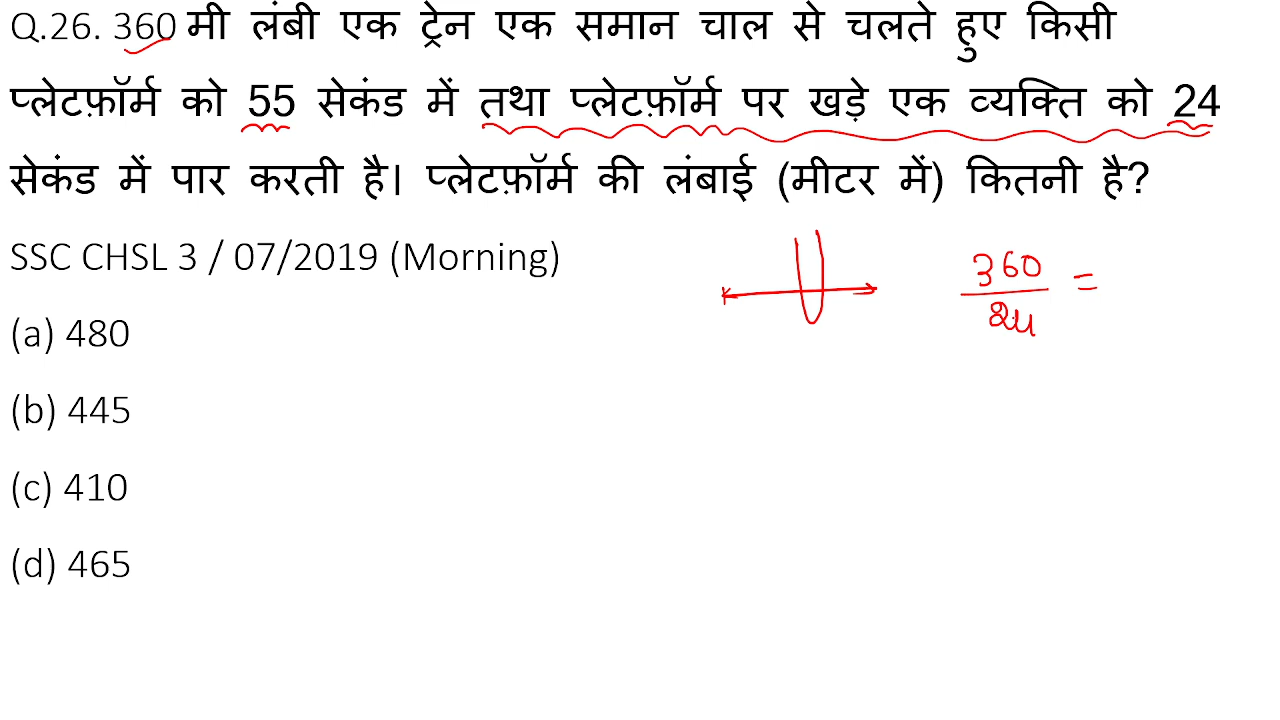 Q.26. 360 मी लंबी एक ट्रेन एक समान चाल से चलते हुए किसी
प्लेटफ़ॉर्म को 55 सेकंड में तथा प्लेटफ़ॉर्म पर खड़े एक व्यक्ति को 24
सेकंड में पार करती है। प्लेटफ़ॉर्म की लंबाई (मीटर में) कितनी है?
SSC CHSL 3 / 07/2019 (Morning)
360
=
24
(a) 480
(b) 445
(c) 410
(d) 465